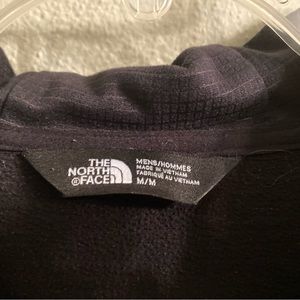 THE
NORTH
FACE
MENS/HOMMES
MADE IN VIETNAM
FABRIQUÉ AU VIETNAM
M/M